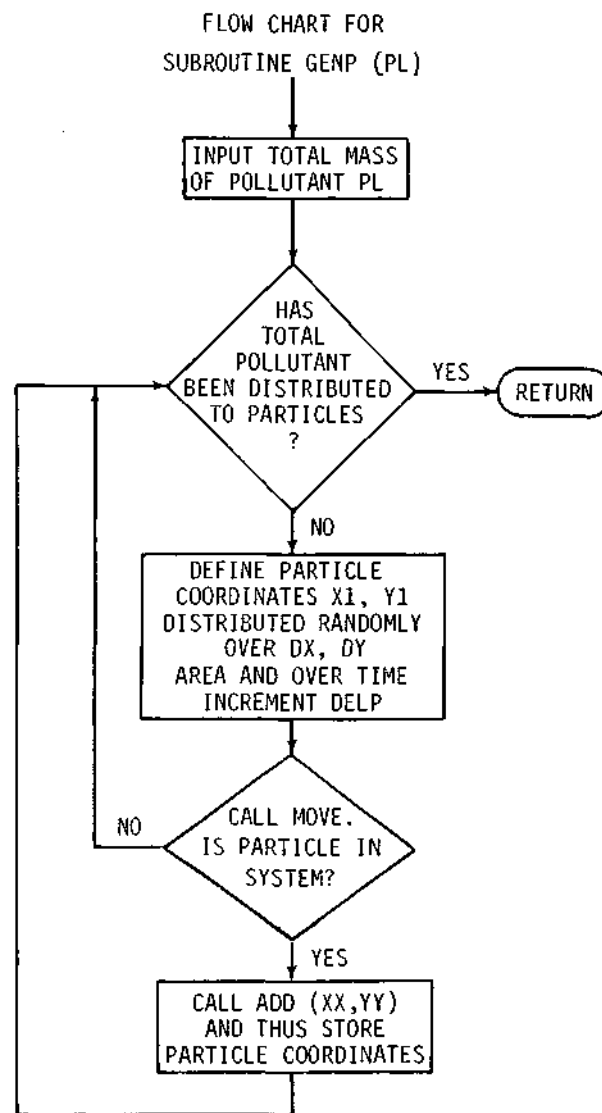 FLOW CHART FOR
SUBROUTINE GENP (PL)
INPUT TOTAL MASS
OF POLLUTANT PL
HAS
TOTAL
POLLUTANT
BEEN DISTRIBUTED
TO PARTICLES
?
YES
RETURN
NO
DEFINE PARTICLE
COORDINATES X1, Y1
DISTRIBUTED RANDOMLY
OVER DX, DY
AREA AND OVER TIME
INCREMENT DELP
CALL MOVE.
IS PARTICLE IN
SYSTEM?
NO
YES
CALL ADD (XX,YY)
AND THUS STORE
PARTICLE COORDINATES